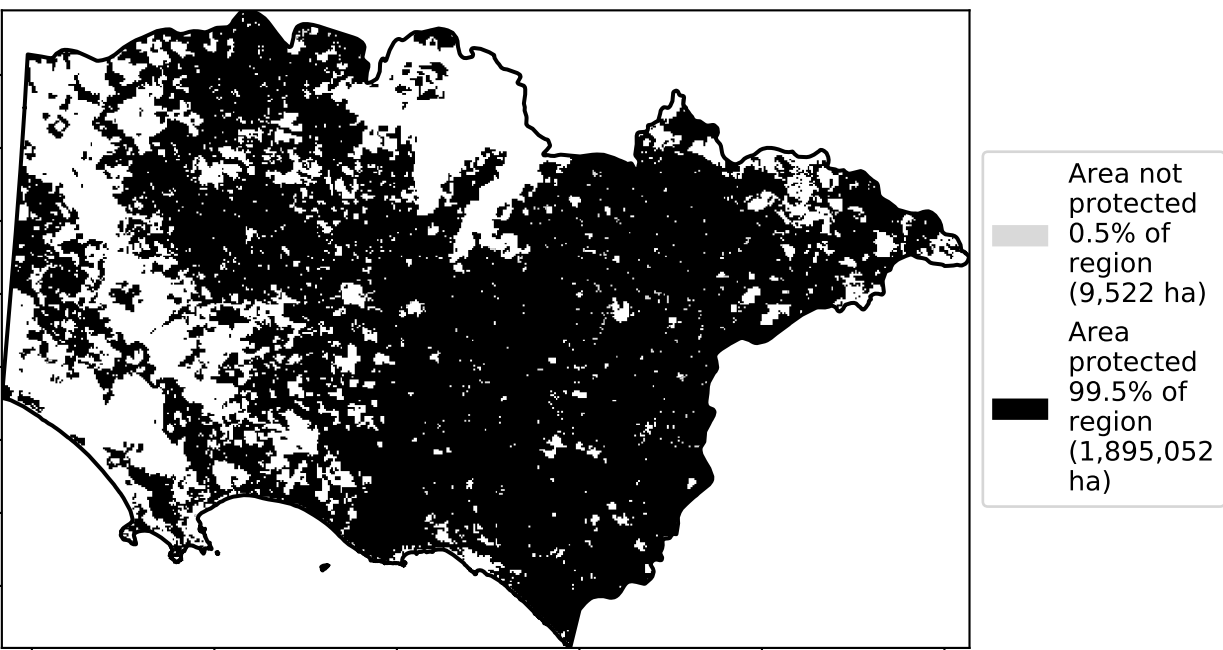 Area not
protected
0.5% of
region
(9,522 ha)
Area
protected
99.5% of
region
(1,895,052
ha)